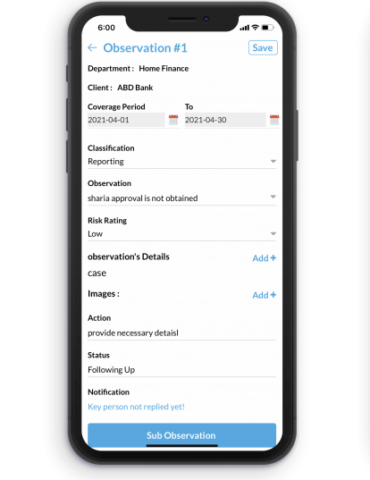 6:00
← Observation #1 Save
Department : Home Finance
Client : ABD Bank
Coverage Period To
2021-04-01 2021-04-30
Classification
Reporting
Observation
sharia approval is not obtained
Risk Rating
Low
observation's Details Add +
case
Images : Add +
Action
provide necessary detaisl
Status
Following Up
Notification
Key person not replied yet!
Sub Observation